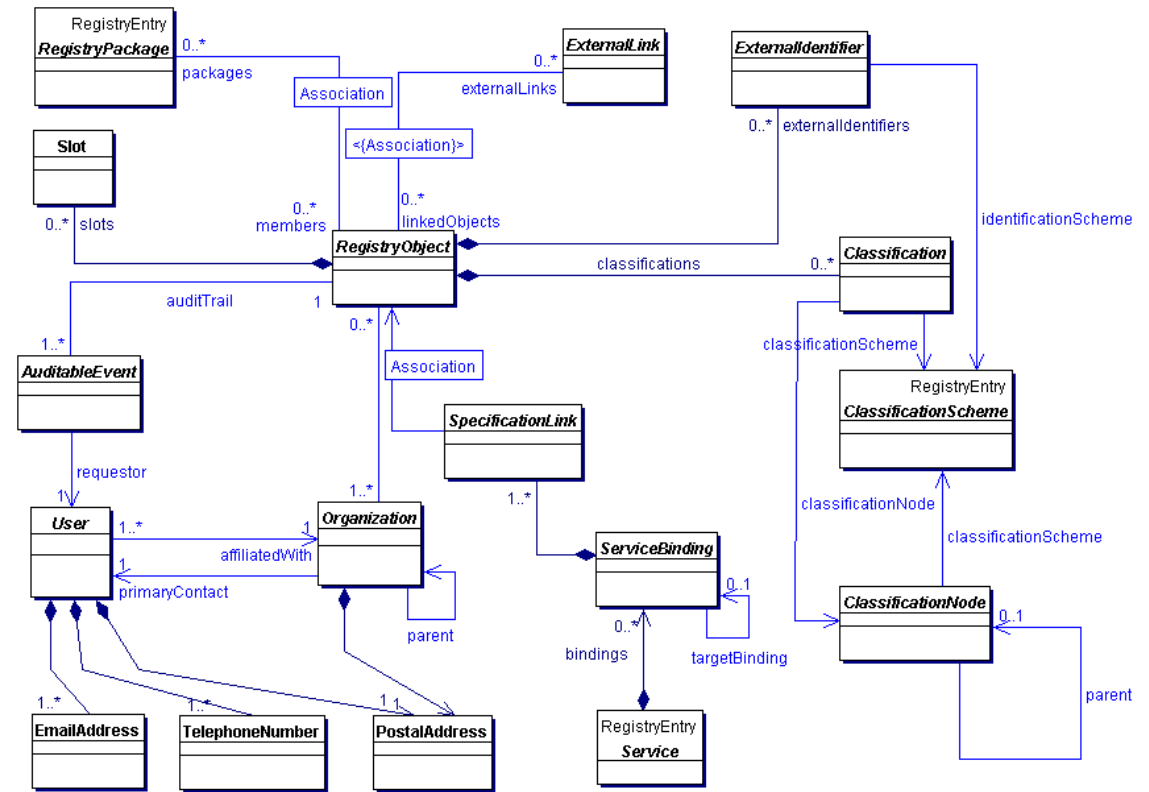 RegistryEntry
RegistryPackage
0..*
packages
Association
ExternalLink
0..*
externalLinks
<{Association}>
ExternalIdentifier
0..* externalIdentifiers
Slot
0..* slots
0..*
members
0..*
linkedObjects
identificationScheme
RegistryObject
classifications
0..*
Classification
auditTrail
1
0..*
1..*
classificationScheme
AuditableEvent
Association
RegistryEntry
ClassificationScheme
SpecificationLink
requestor
1
1..*
1..*
classificationNode
classificationScheme
User
1..*
1
Organization
affiliatedWith
1
primaryContact
parent
ServiceBinding
0..1
0..*
bindings
targetBinding
ClassificationNode
0..1
parent
1..*
1..*
1
1
EmailAddress
TelephoneNumber
PostalAddress
RegistryEntry
Service